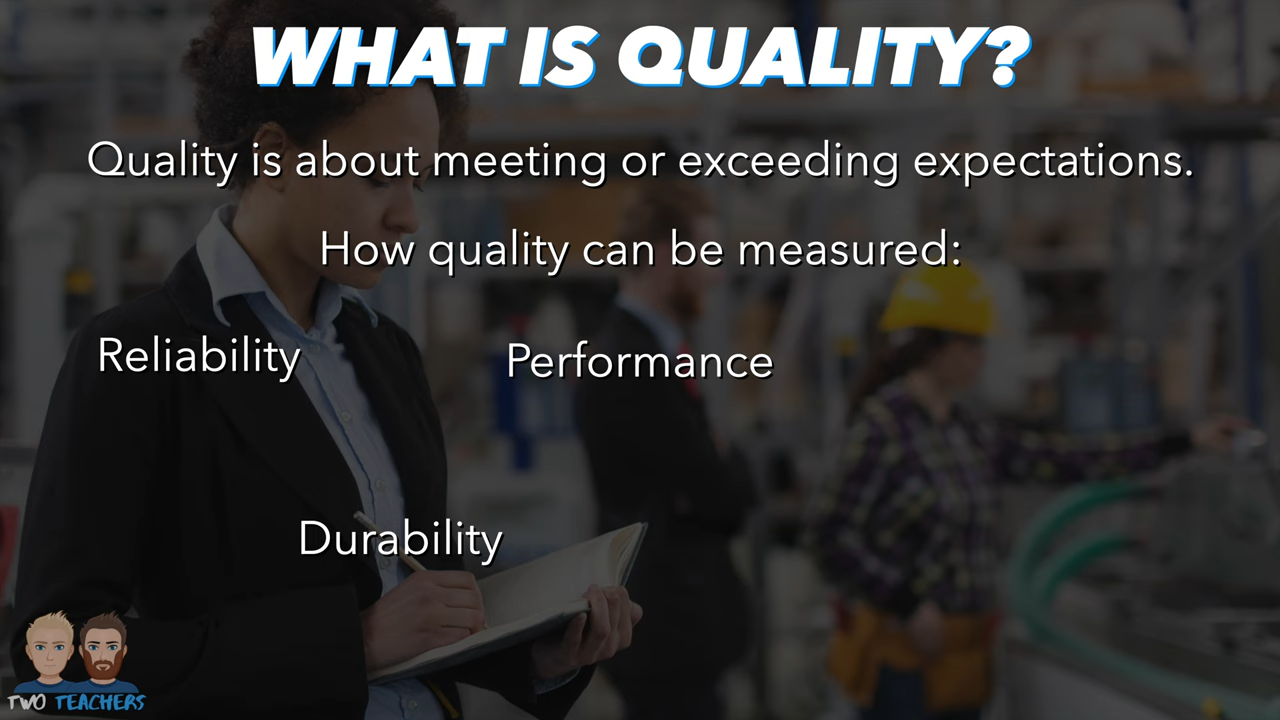 WHAT IS QUALITY?
Quality is about meeting or exceeding expectations.
How quality can be measured:
Reliability
Performance
Durability
TWO TEACHERS